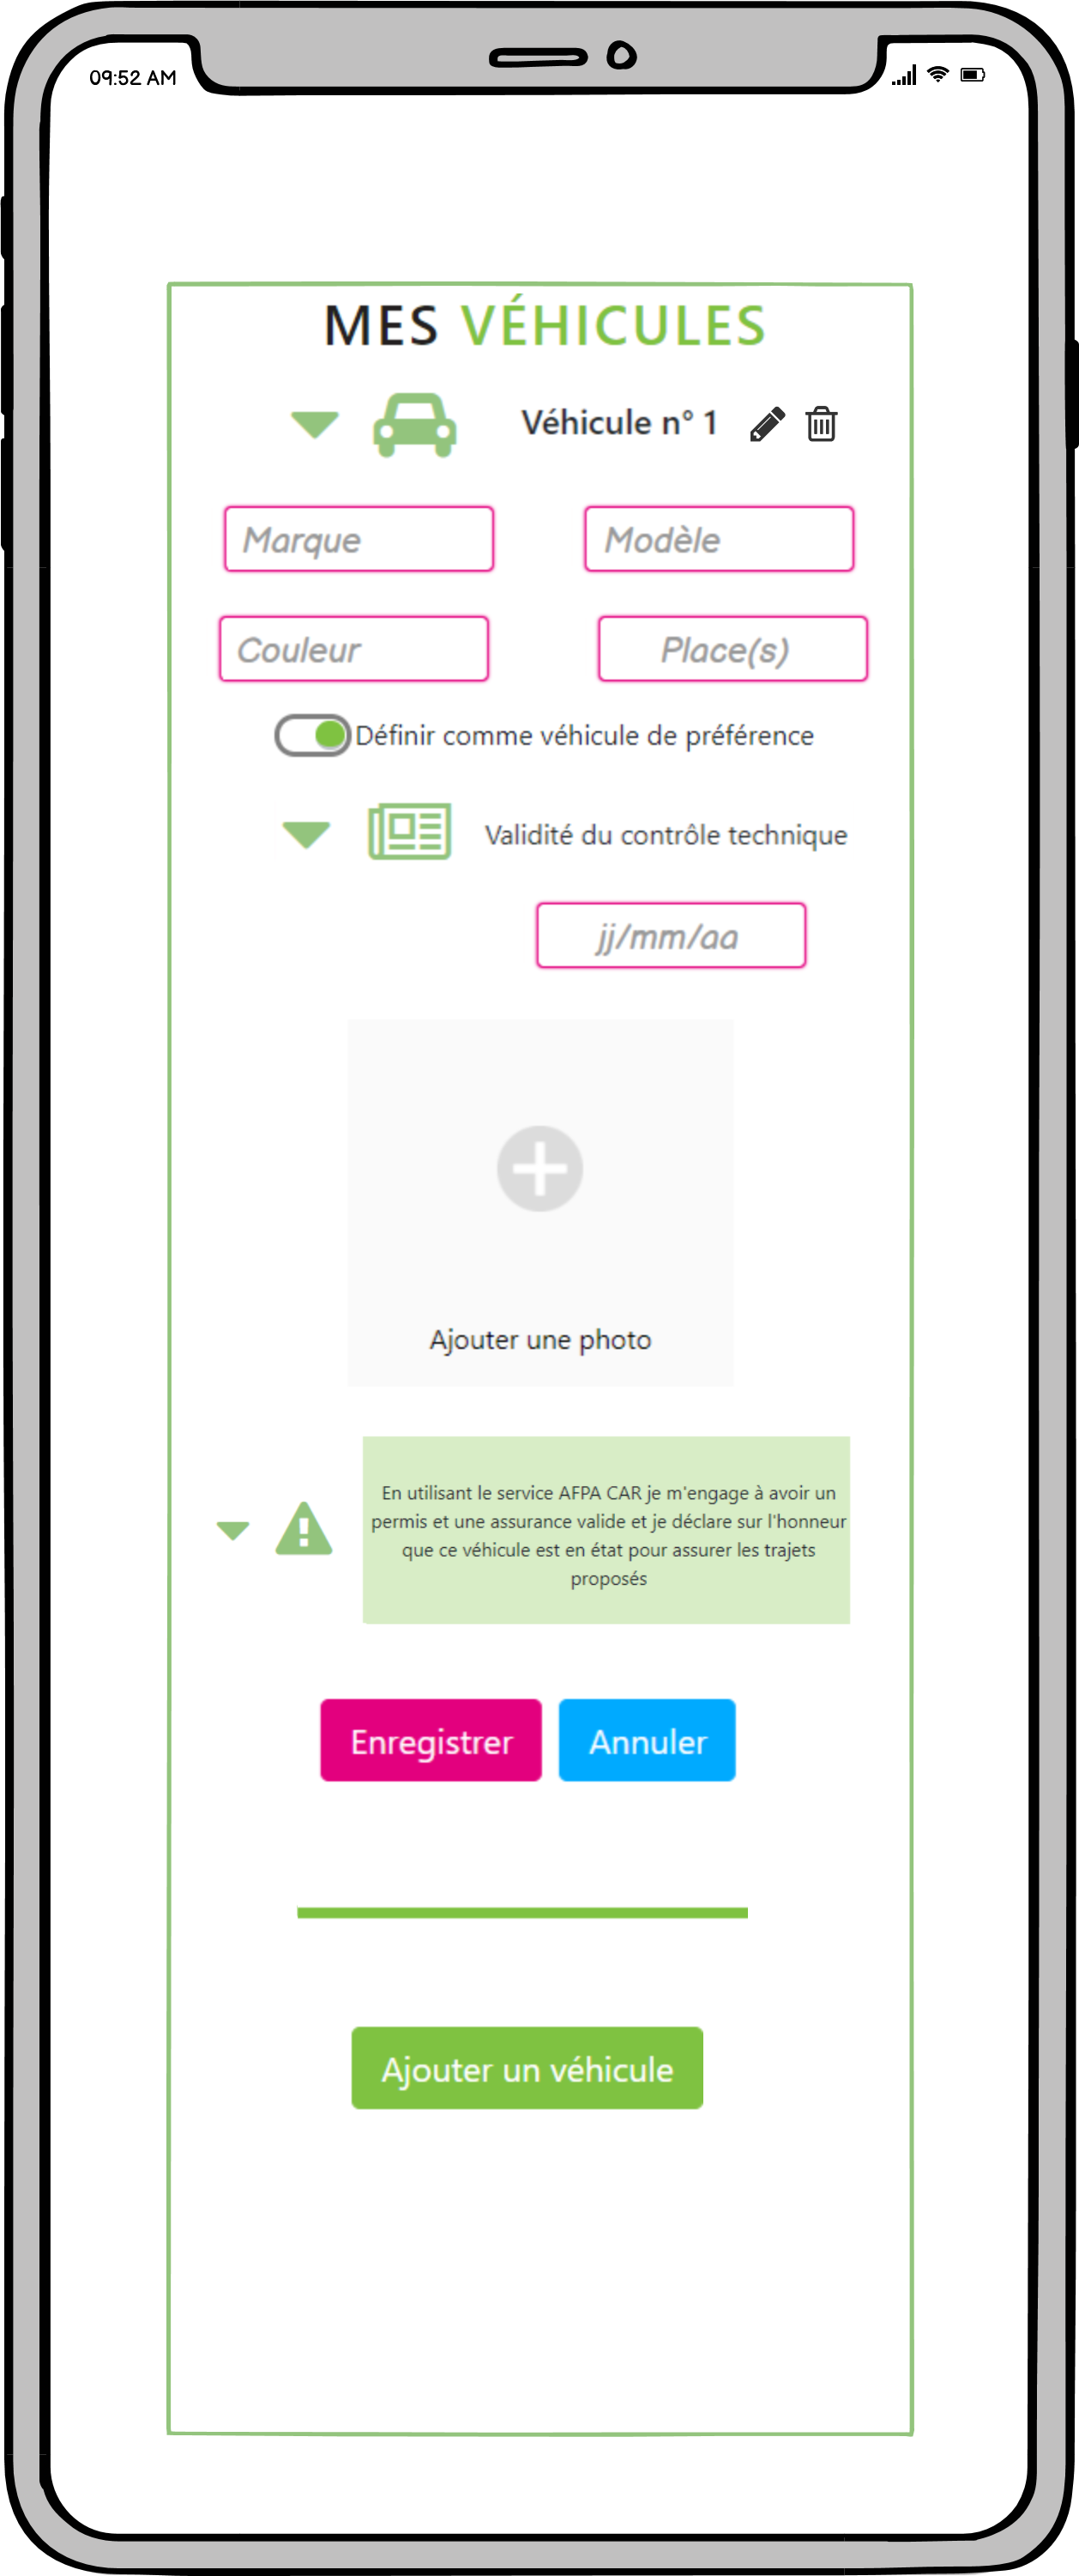 09:52 AM
MES VÉHICULES
Véhicule n° 1
Marque
Modèle
Couleur
Place(s)
Définir comme véhicule de préférence
Validité du contrôle technique
jj/mm/aa
Ajouter une photo
En utilisant le service AFPA CAR je m'engage à avoir un
permis et une assurance valide et je déclare sur l'honneur
que ce véhicule est en état pour assurer les trajets
proposés
Enregistrer
Annuler
Ajouter un véhicule